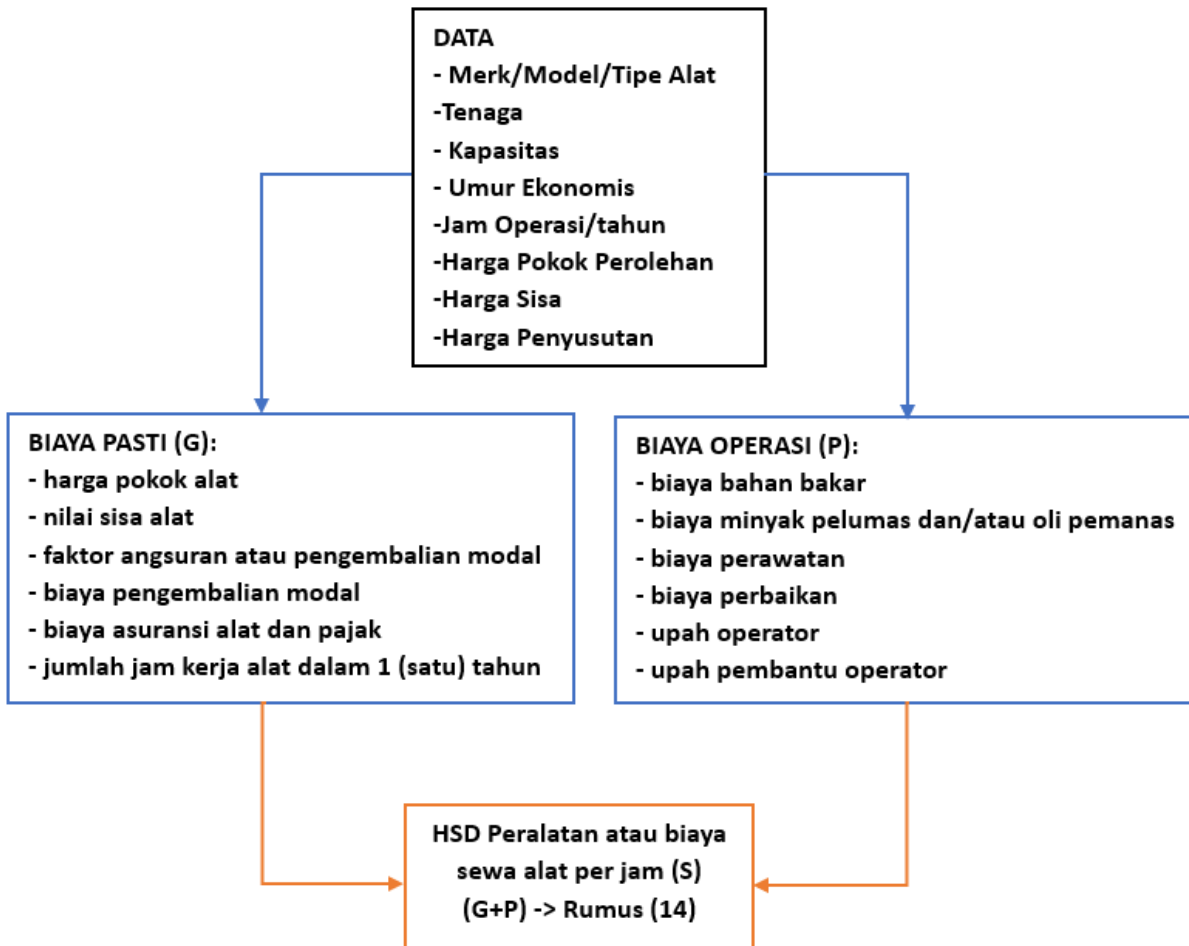 DATA
- Merk/Model/Tipe Alat
-Tenaga
- Kapasitas
- Umur Ekonomis
-Jam Operasi/tahun
-Harga Pokok Perolehan
-Harga Sisa
-Harga Penyusutan
BIAYA PASTI (G):
- harga pokok alat
- nilai sisa alat
- faktor angsuran atau pengembalian modal
- biaya pengembalian modal
- biaya asuransi alat dan pajak
- jumlah jam kerja alat dalam 1 (satu) tahun
BIAYA OPERASI (P):
- biaya bahan bakar
- biaya minyak pelumas dan/atau oli pemanas
- biaya perawatan
- biaya perbaikan
- upah operator
- upah pembantu operator
HSD Peralatan atau biaya
sewa alat per jam (S)
(G+P) -> Rumus (14)